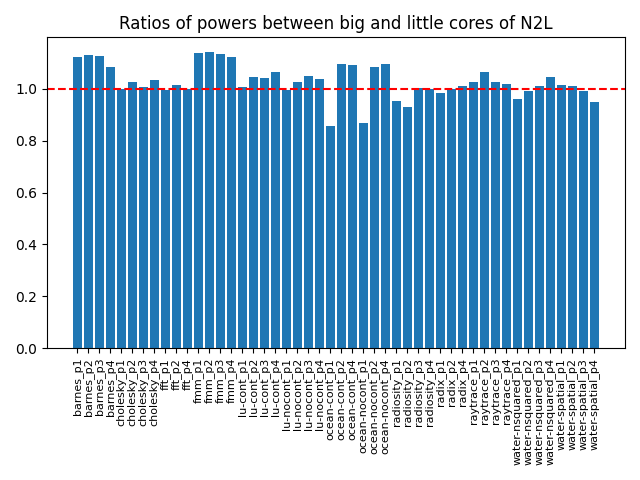 Ratios of powers between big and little cores of N2L
1.0
0.8
0.6
0.4
0.2
0.0
barnes_p1
barnes_p2
barnes_p3
barnes_p4
cholesky_p1
cholesky_p2
cholesky_p3
cholesky_p4
fft_p1
fft_p2
fft_p4
fmm_p1
fmm_p2
fmm_p3
fmm_p4
lu-cont_p1
lu-cont_p2
lu-cont_p3
lu-cont_p4
lu-nocont_p1
lu-nocont_p2
lu-nocont_p3
lu-nocont_p4
ocean-cont_p1
ocean-cont_p2
ocean-cont_p4
ocean-nocont_p1
ocean-nocont_p2
ocean-nocont_p4
radiosity_p1
radiosity_p2
radiosity_p3
radiosity_p4
radix_p1
radix_p2
radix_p4
raytrace_p1
raytrace_p2
raytrace_p3
raytrace_p4
water-nsquared_p1
water-nsquared_p2
water-nsquared_p3
water-nsquared_p4
water-spatial_p1
water-spatial_p2
water-spatial_p3
water-spatial_p4